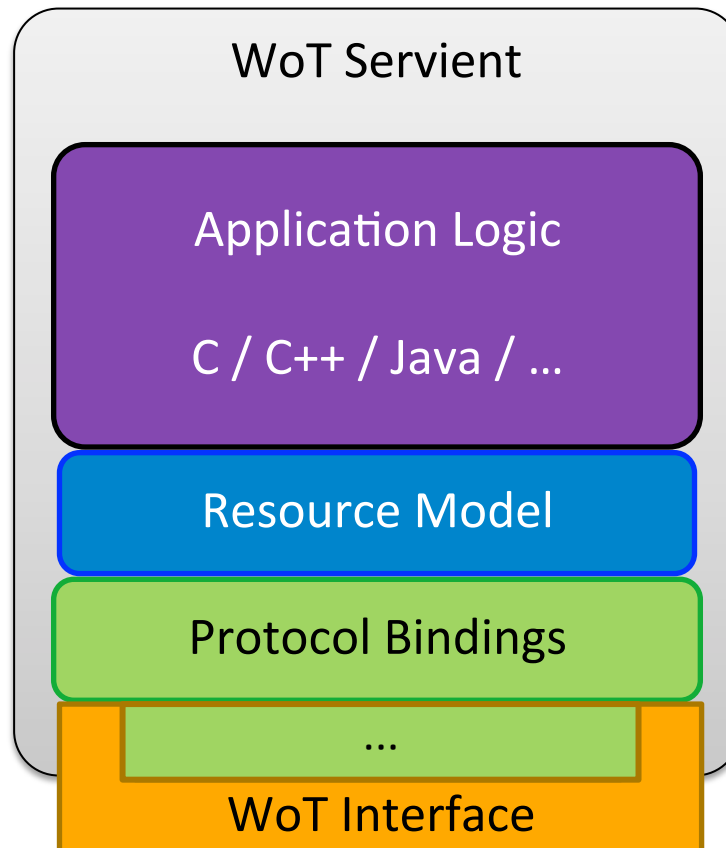 WoT Servient
Application Logic
C / C++ / Java / ...
Resource Model
Protocol Bindings
...
WoT Interface